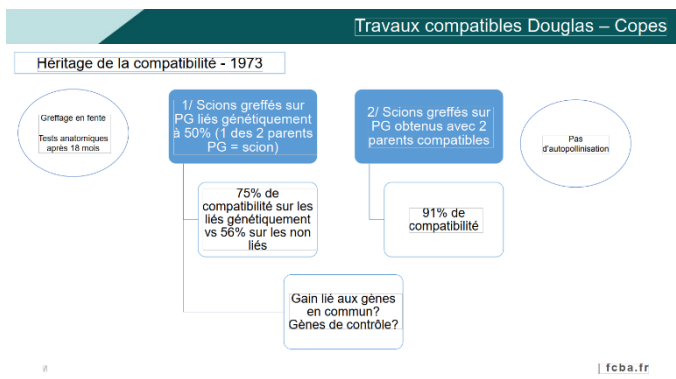 Travaux compatibles Douglas – Copes
Héritage de la compatibilité - 1973
Greffage en fente
Tests anatomiques
après 18 mois
1/ Scions greffés sur
PG liés génétiquement
à 50% (1 des 2 parents
PG = scion)
2/ Scions greffés sur
PG obtenus avec 2
parents compatibles
Pas
d'autopollinisation
75% de
compatibilité sur les
liés génétiquement
vs 56% sur les non
liés
91% de
compatibilité
Gain lié aux gènes
en commun?
Gènes de contrôle?
| fcba.fr